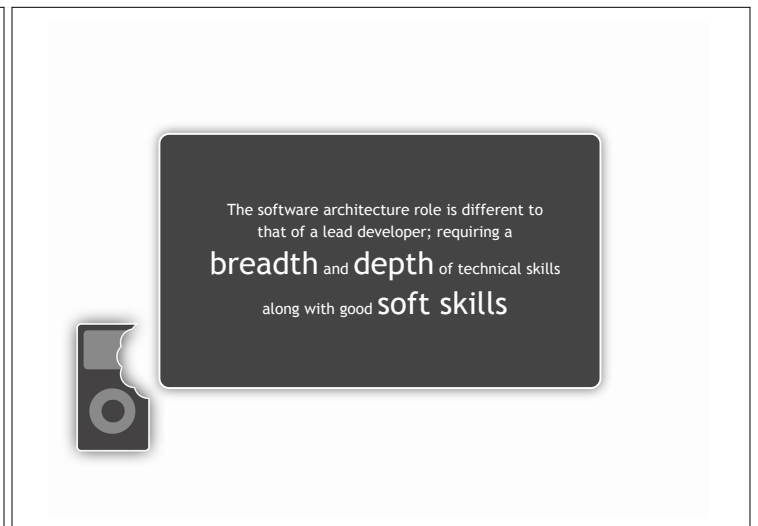 The software architecture role is different to
that of a lead developer; requiring a
breadth and depth of technical skills
along with good soft skills